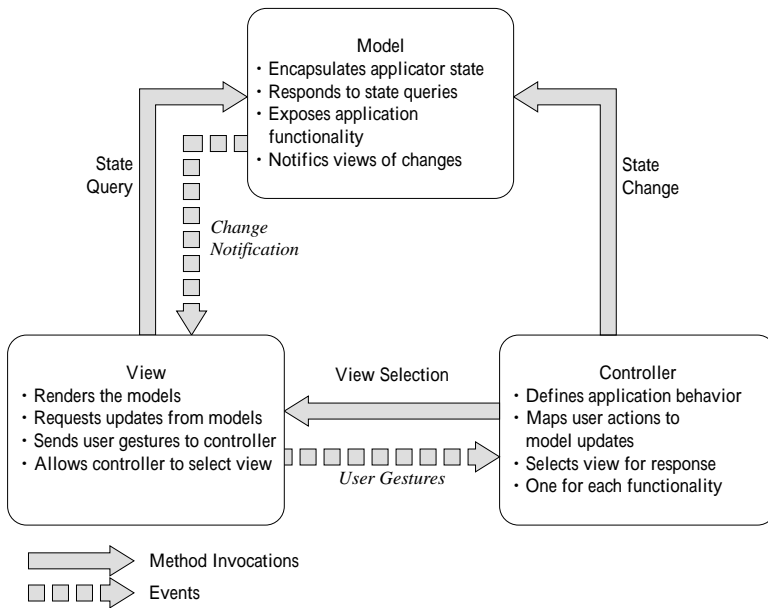 Model
· Encapsulates applicator state
· Responds to state queries
· Exposes application
functionality
· Notifics views of changes
State
Query
Change
Notification
State
Change
View
· Renders the models
· Requests updates from models
· Sends user gestures to controller
· Allows controller to select view
View Selection
User Gestures
Controller
· Defines application behavior
· Maps user actions to
model updates
· Selects view for response
· One for each functionality
Method Invocations
Events